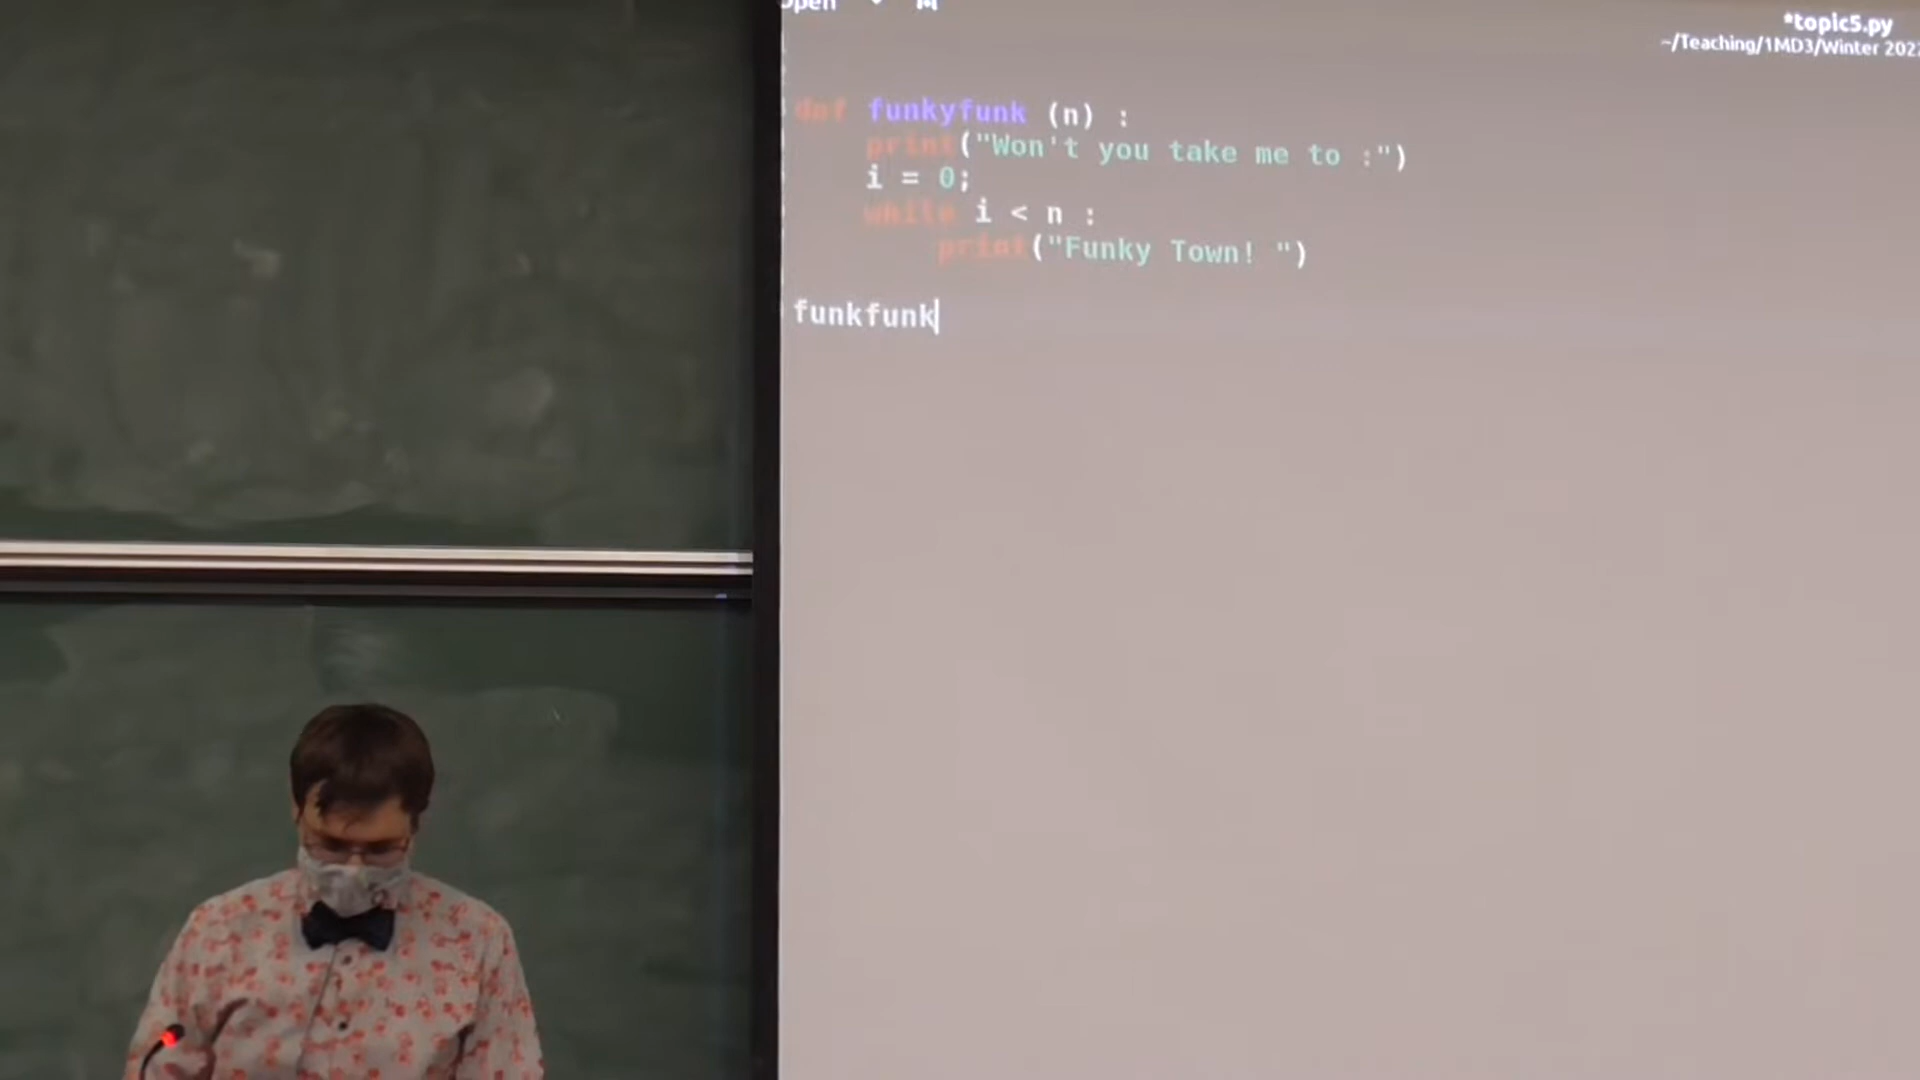 Open
*topic5.py
~/Teaching/1MD3/Winter 202
def funkyfunk (n) :
print("Won't you take me to :")
i = 0;
while i < n :
print("Funky Town! ")
funkfunk